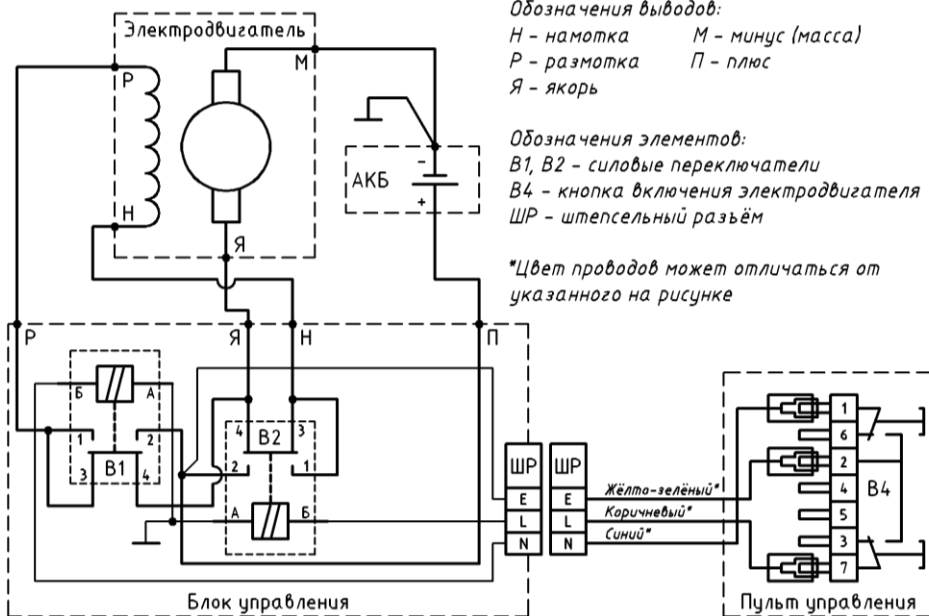 Обозначения выводов:
Н – намотка М – минус (масса)
Р – размотка П – плюс
Я – якорь
Обозначения элементов:
В1, В2 – силовые переключатели
В4 – кнопка включения электродвигателя
ШР – штепсельный разъём
*Цвет проводов может отличаться от
указанного на рисунке
Электродвигатель
М
Р
Н
Я
АКБ
–
+
Р
Я
Н
П
Б
А
1
2
В1
3
4
4
В2
3
2
1
А
Б
ШР
E
L
N
ШР
E
L
N
Жёлто-зелёный*
Коричневый*
Синий*
1
6
2
4
В4
5
3
7
Блок управления
Пульт управления